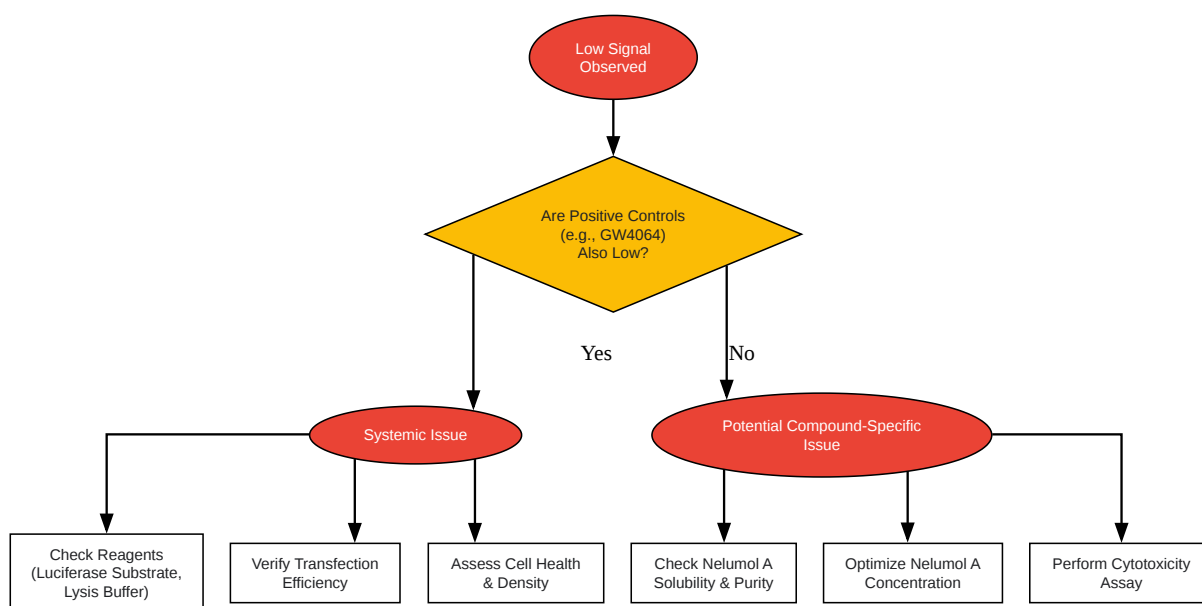 Low Signal
Observed
Are Positive Controls
(e.g., GW4064)
Also Low?
Yes
No
Systemic Issue
Potential Compound-Specific
Issue
Check Reagents
(Luciferase Substrate,
Lysis Buffer)
Verify Transfection
Efficiency
Assess Cell Health
& Density
Check Nelumol A
Solubility & Purity
Optimize Nelumol A
Concentration
Perform Cytotoxicity
Assay